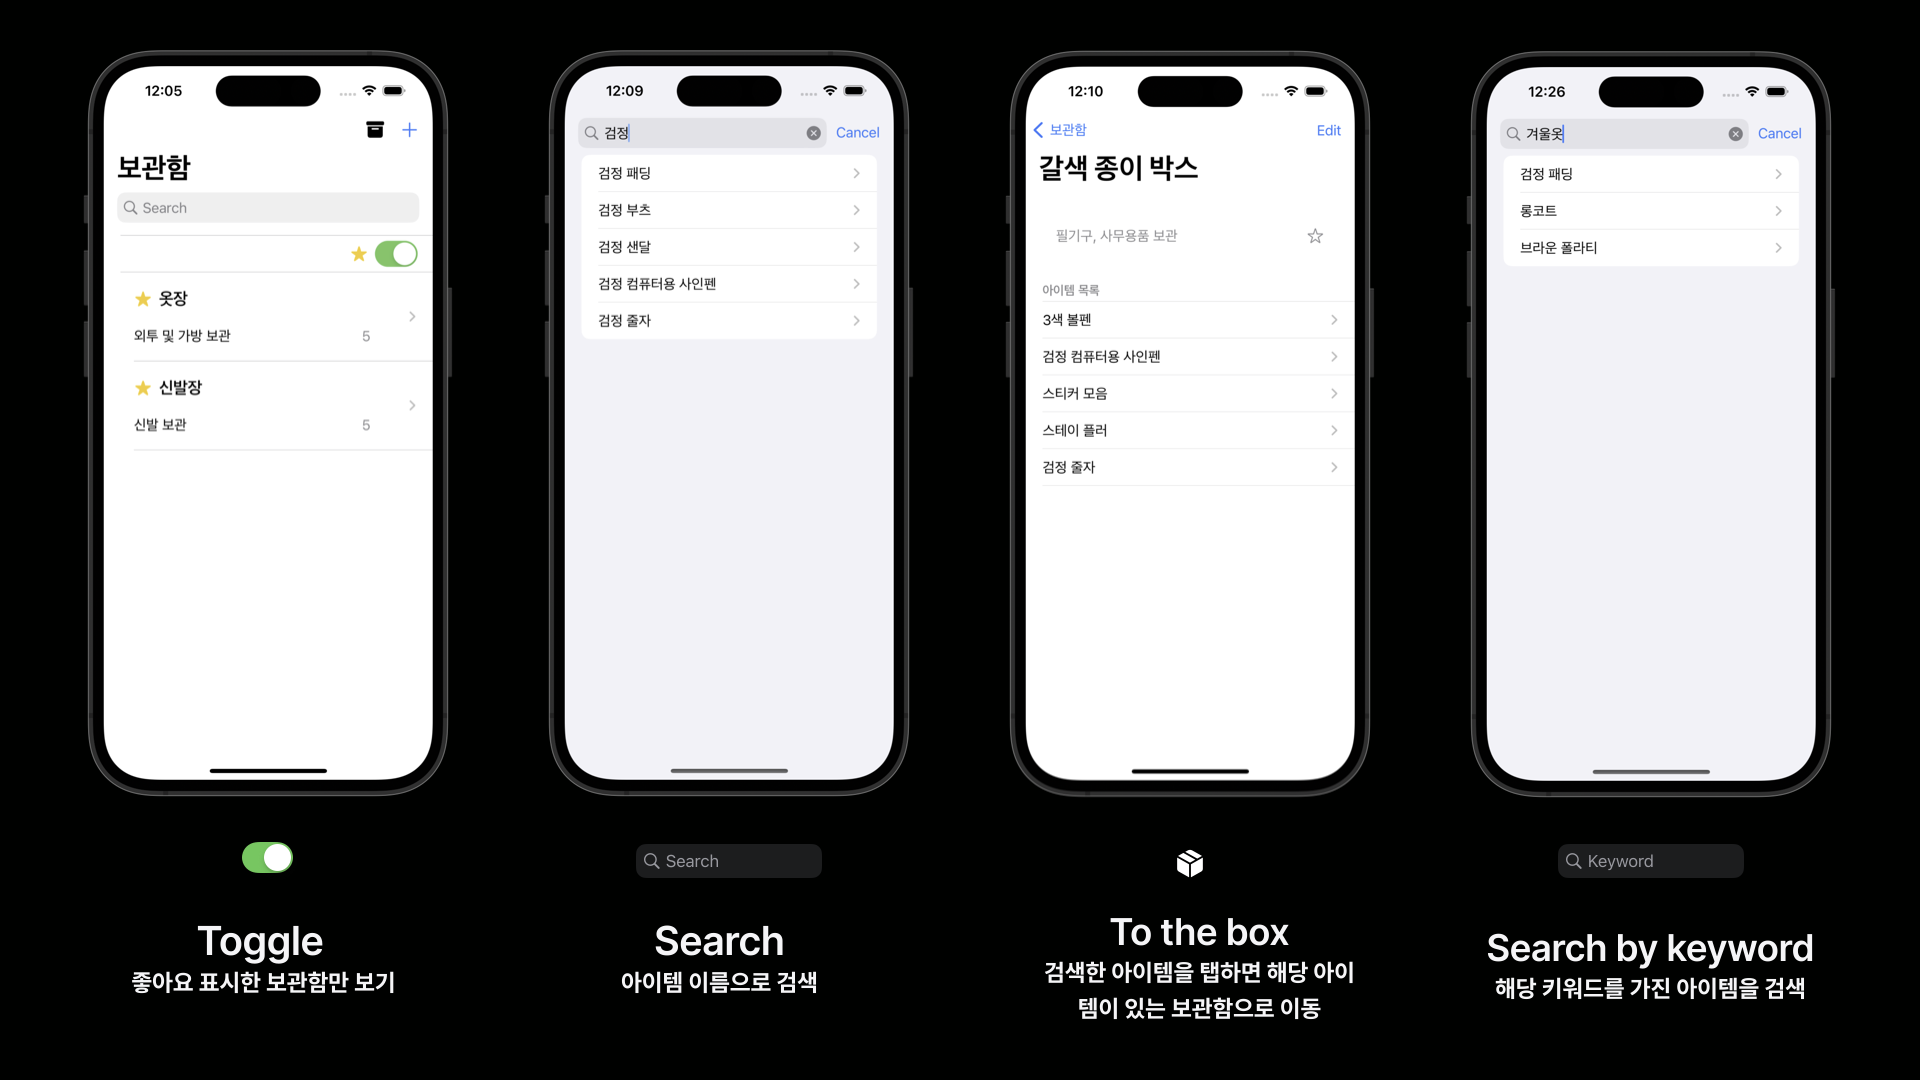 12:05
보관함
Search
옷장
외투 및 가방 보관 5
신발장
신발 보관 5
Toggle
좋아요 표시한 보관함만 보기
12:09
검정 Cancel
검정 패딩
검정 부츠
검정 샌달
검정 컴퓨터용 사인펜
검정 줄자
Search
Search
아이템 이름으로 검색
12:10
보관함 Edit
갈색 종이 박스
필기구, 사무용품 보관
아이템 목록
3색 볼펜
검정 컴퓨터용 사인펜
스티커 모음
스테이 플러
검정 줄자
To the box
검색한 아이템을 탭하면 해당 아이
템이 있는 보관함으로 이동
12:26
겨울옷 Cancel
검정 패딩
롱코트
브라운 폴라티
Keyword
Search by keyword
해당 키워드를 가진 아이템을 검색